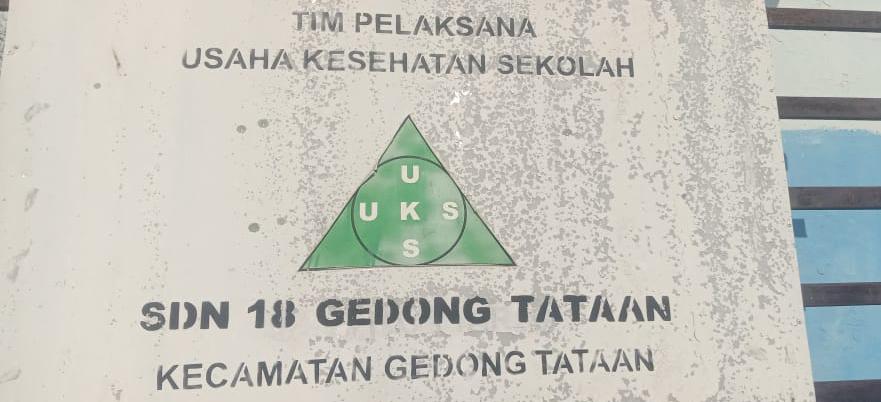 TIM PELAKSANA
USAHA KESEHATAN SEKOLAH
U
U K S
S
SDN 18 GEDONG TATAAN
KECAMATAN GEDONG TATAAN